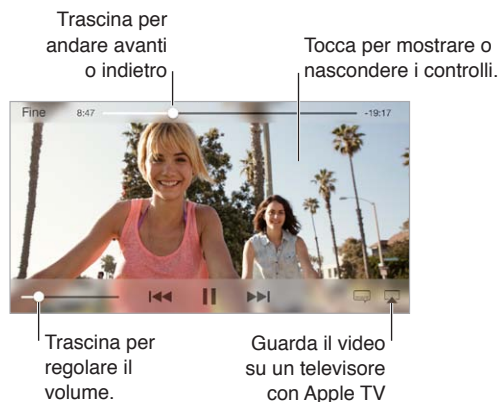 Trascina per
andare avanti
o indietro
Tocca per mostrare o
nascondere i controlli.
Fine 8:47 -19:17
Trascina per
regolare il
volume.
Guarda il video
su un televisore
con Apple TV